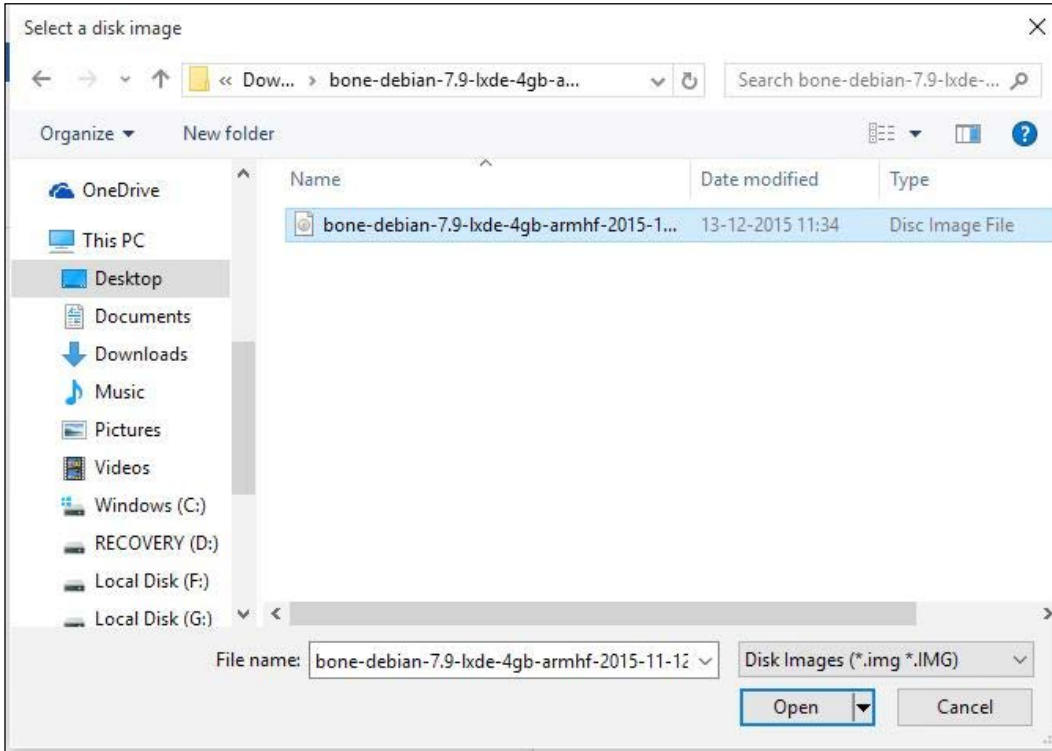 Select a disk image
« Dow... › bone-debian-7.9-lxde-4gb-a...
Search bone-debian-7.9-lxde-...
Organize
New folder
?
Name
Date modified
Type
OneDrive
bone-debian-7.9-lxde-4gb-armhf-2015-1...
13-12-2015 11:34
Disc Image File
This PC
Desktop
Documents
Downloads
Music
Pictures
Videos
Windows (C:)
RECOVERY (D:)
Local Disk (F:)
Local Disk (G:)
File name:
bone-debian-7.9-lxde-4gb-armhf-2015-11-12
Disk Images (*.img *.IMG)
Open
Cancel